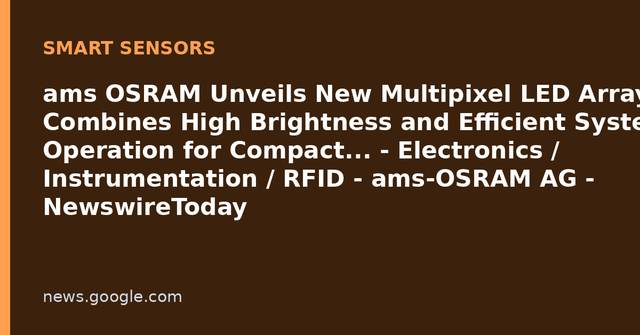 SMART SENSORS
ams OSRAM Unveils New Multipixel LED Array
Combines High Brightness and Efficient Syste
Operation for Compact... - Electronics /
Instrumentation / RFID - ams-OSRAM AG -
NewswireToday
news.google.com